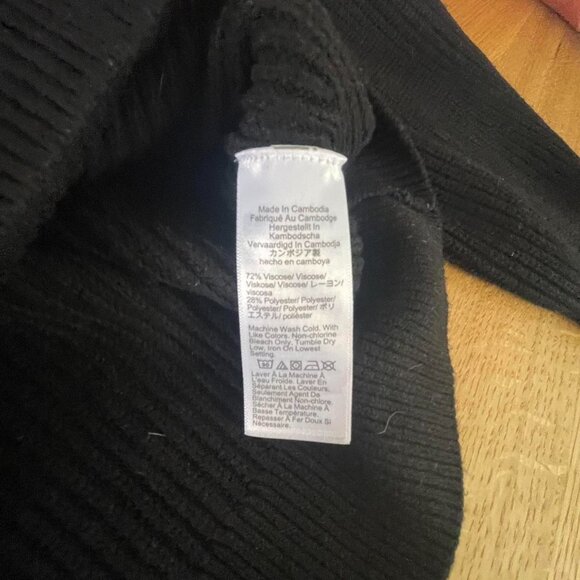 Made In Cambodia
Fabriqué Au Cambodge
Hergestellt In
Kambodscha
Vervaardigd In Cambodja
カンボジア製
hecho en camboya
72% Viscose/ Viscose/
Viskose/ Viscose/ レーヨン/
viscosa
28% Polyester/ Polyester/
Polyester/ Polyester/ ポリ
エステル/ poliéster
Machine Wash Cold, With
Like Colors. Non-chlorine
Bleach Only, Tumble Dry
Low, Iron On Lowest
Setting.
Laver À La Machine À
L'eau Froide. Laver En
Séparant Les Couleurs.
Seulement Agent De
Blanchiment Non-chlore.
Sécher À La Machine À
Basse Température.
Repasser À Fer Doux Si
Nécessaire.